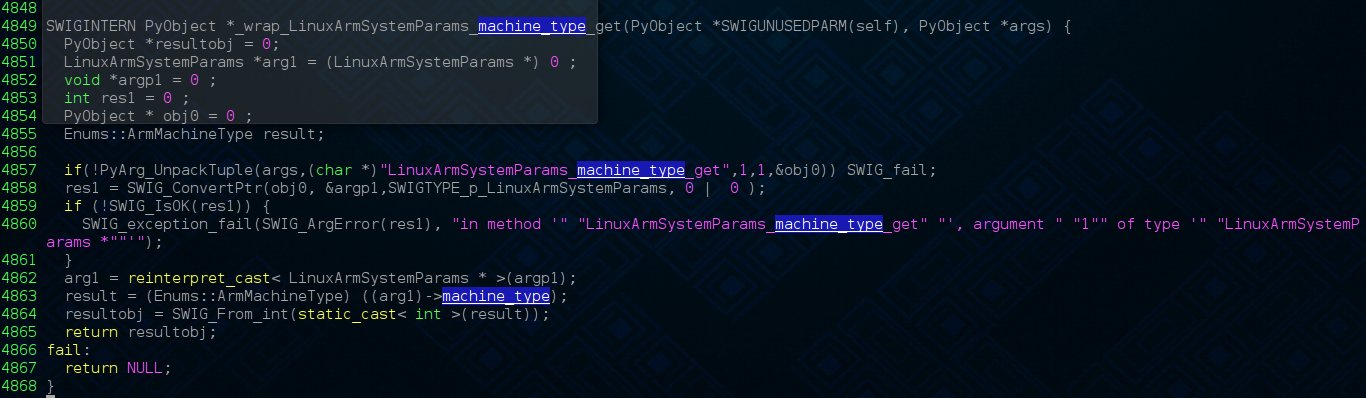 4848
4849 SWIGINTERN PyObject *_wrap_LinuxArmSystemParams_machine_type_get(PyObject *SWIGUNUSEDPARM(self), PyObject *args) {
4850   PyObject *resultobj = 0;
4851   LinuxArmSystemParams *arg1 = (LinuxArmSystemParams *) 0 ;
4852   void *argp1 = 0 ;
4853   int res1 = 0 ;
4854   PyObject * obj0 = 0 ;
4855   Enums::ArmMachineType result;
4856
4857   if(!PyArg_UnpackTuple(args,(char *)"LinuxArmSystemParams_machine_type_get",1,1,&obj0)) SWIG_fail;
4858   res1 = SWIG_ConvertPtr(obj0, &argp1,SWIGTYPE_p_LinuxArmSystemParams, 0 |  0 );
4859   if (!SWIG_IsOK(res1)) {
4860     SWIG_exception_fail(SWIG_ArgError(res1), "in method '" "LinuxArmSystemParams_machine_type_get" "', argument " "1"" of type '" "LinuxArmSystemP
arams *""'");
4861   }
4862   arg1 = reinterpret_cast< LinuxArmSystemParams * >(argp1);
4863   result = (Enums::ArmMachineType) ((arg1)->machine_type);
4864   resultobj = SWIG_From_int(static_cast< int >(result));
4865   return resultobj;
4866 fail:
4867   return NULL;
4868 }